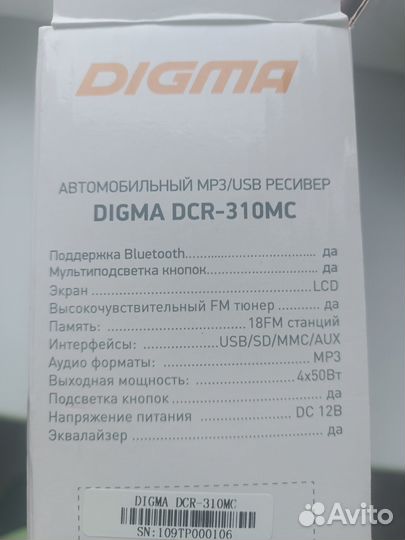 DIGMA
АВТОМОБИЛЬНЫЙ MP3/USB РЕСИВЕР
DIGMA DCR-310MC
Поддержка Bluetooth........................ да
Мультиподсветка кнопок................... да
Экран ............................................ LCD
Высокочувствительный FM тюнер ....... да
Память: ............................ 18FM станций
Интерфейсы: ................ USB/SD/MMC/AUX
Аудио форматы: ............................... MP3
Выходная мощность: .................... 4x50Вт
Подсветка кнопок ............................ да
Напряжение питания .................. DC 12В
Эквалайзер ..................................... да
DIGMA DCR-310MC
SN:I09TP000106
Avito